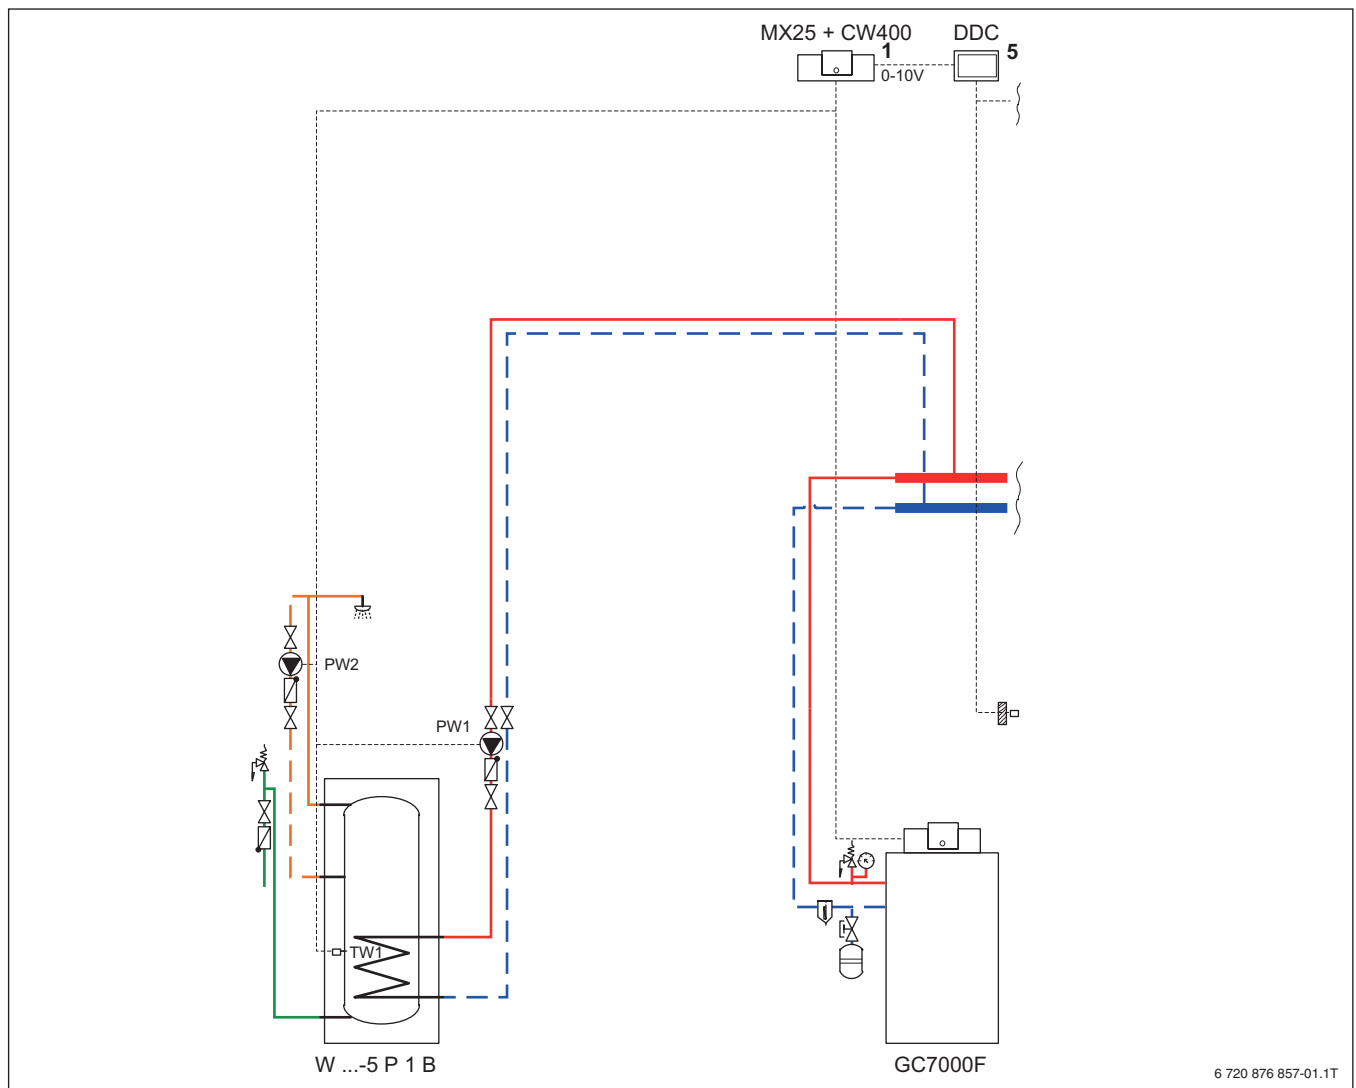 MX25 + CW400
DDC
1
5
0-10V
PW2
PW1
TW1
W ...-5 P 1 B
GC7000F
6 720 876 857-01.1T